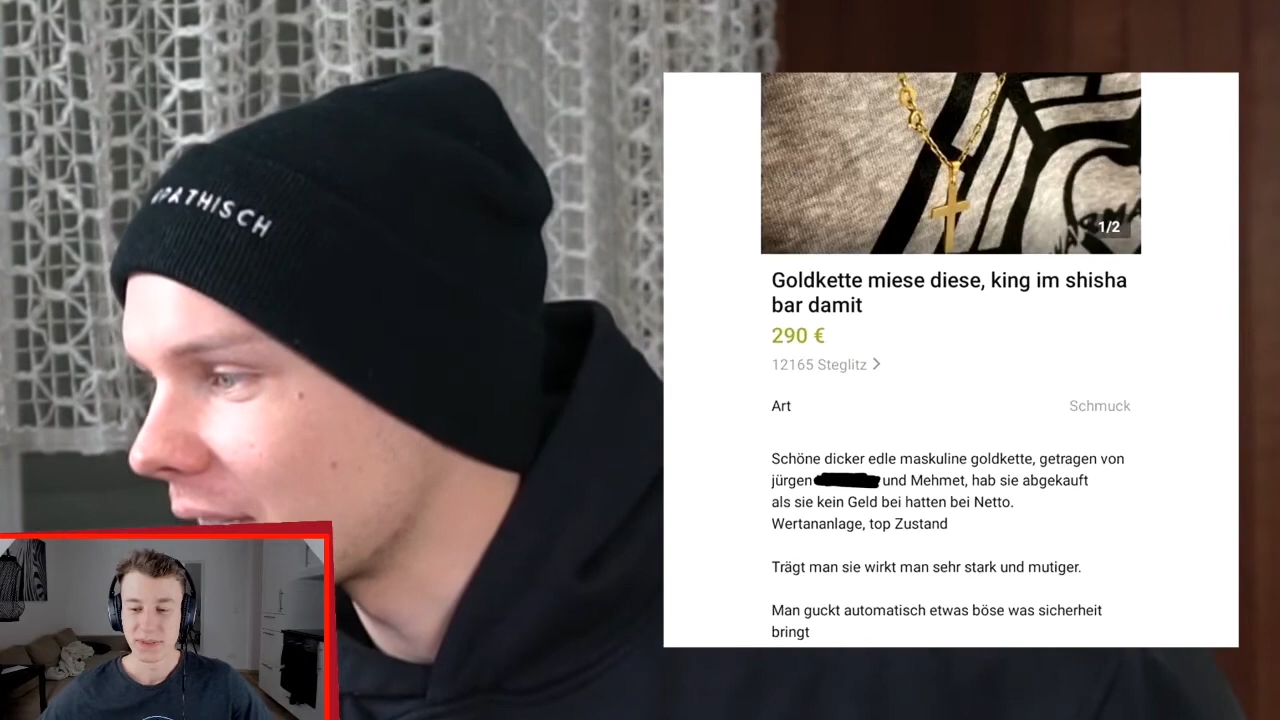 1/2
Goldkette miese diese, king im shisha
bar damit
290 €
12165 Steglitz
Art
Schmuck
Schöne dicker edle maskuline goldkette, getragen von
jürgen und Mehmet, hab sie abgekauft
als sie kein Geld bei hatten bei Netto.
Wertananlage, top Zustand
Trägt man sie wirkt man sehr stark und mutiger.
Man guckt automatisch etwas böse was sicherheit
bringt